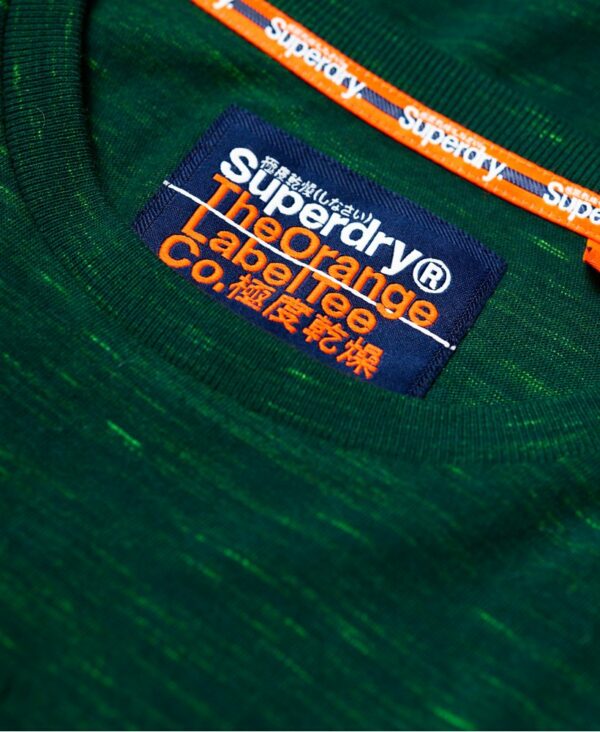 Superdry.
Superdry.
Superdry.
極度乾燥(しなさい)
Superdry®
TheOrange
LabelTee
Co.極度乾燥